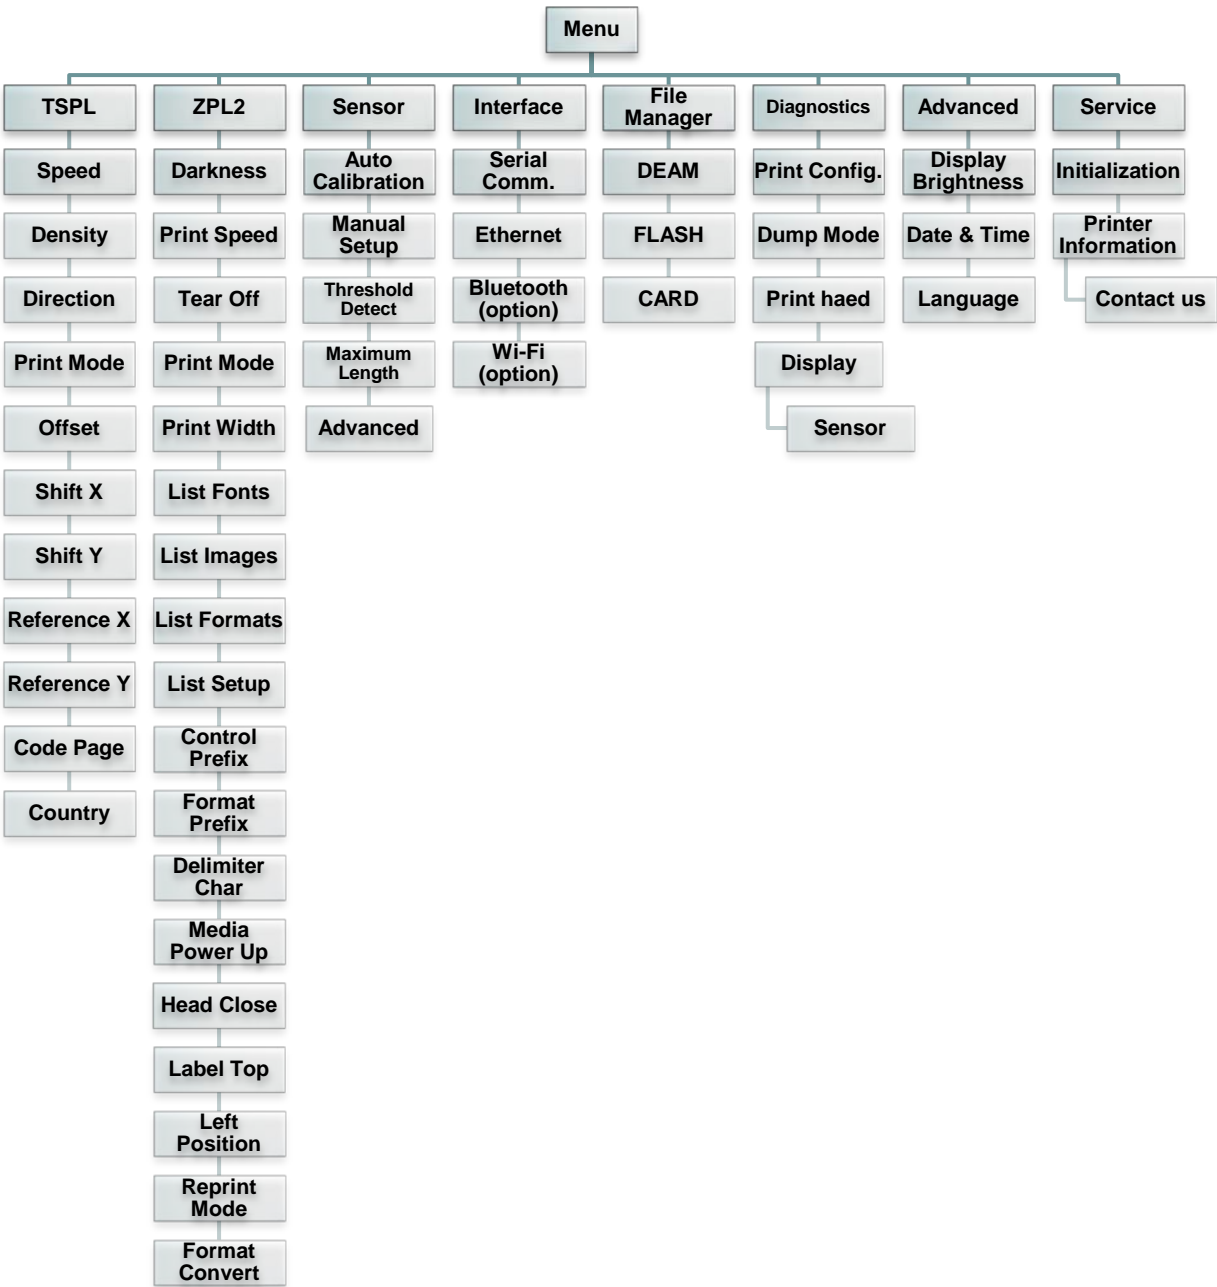 Menu
TSPL
Speed
Density
Direction
Print Mode
Offset
Shift X
Shift Y
Reference X
Reference Y
Code Page
Country
ZPL2
Darkness
Print Speed
Tear Off
Print Mode
Print Width
List Fonts
List Images
List Formats
List Setup
Control
Prefix
Format
Prefix
Delimiter
Char
Media
Power Up
Head Close
Label Top
Left
Position
Reprint
Mode
Format
Convert
Sensor
Auto
Calibration
Manual
Setup
Threshold
Detect
Maximum
Length
Advanced
Interface
Serial
Comm.
Ethernet
Bluetooth
(option)
Wi-Fi
(option)
File
Manager
DEAM
FLASH
CARD
Diagnostics
Print Config.
Dump Mode
Print haed
Display
Sensor
Advanced
Display
Brightness
Date & Time
Language
Service
Initialization
Printer
Information
Contact us